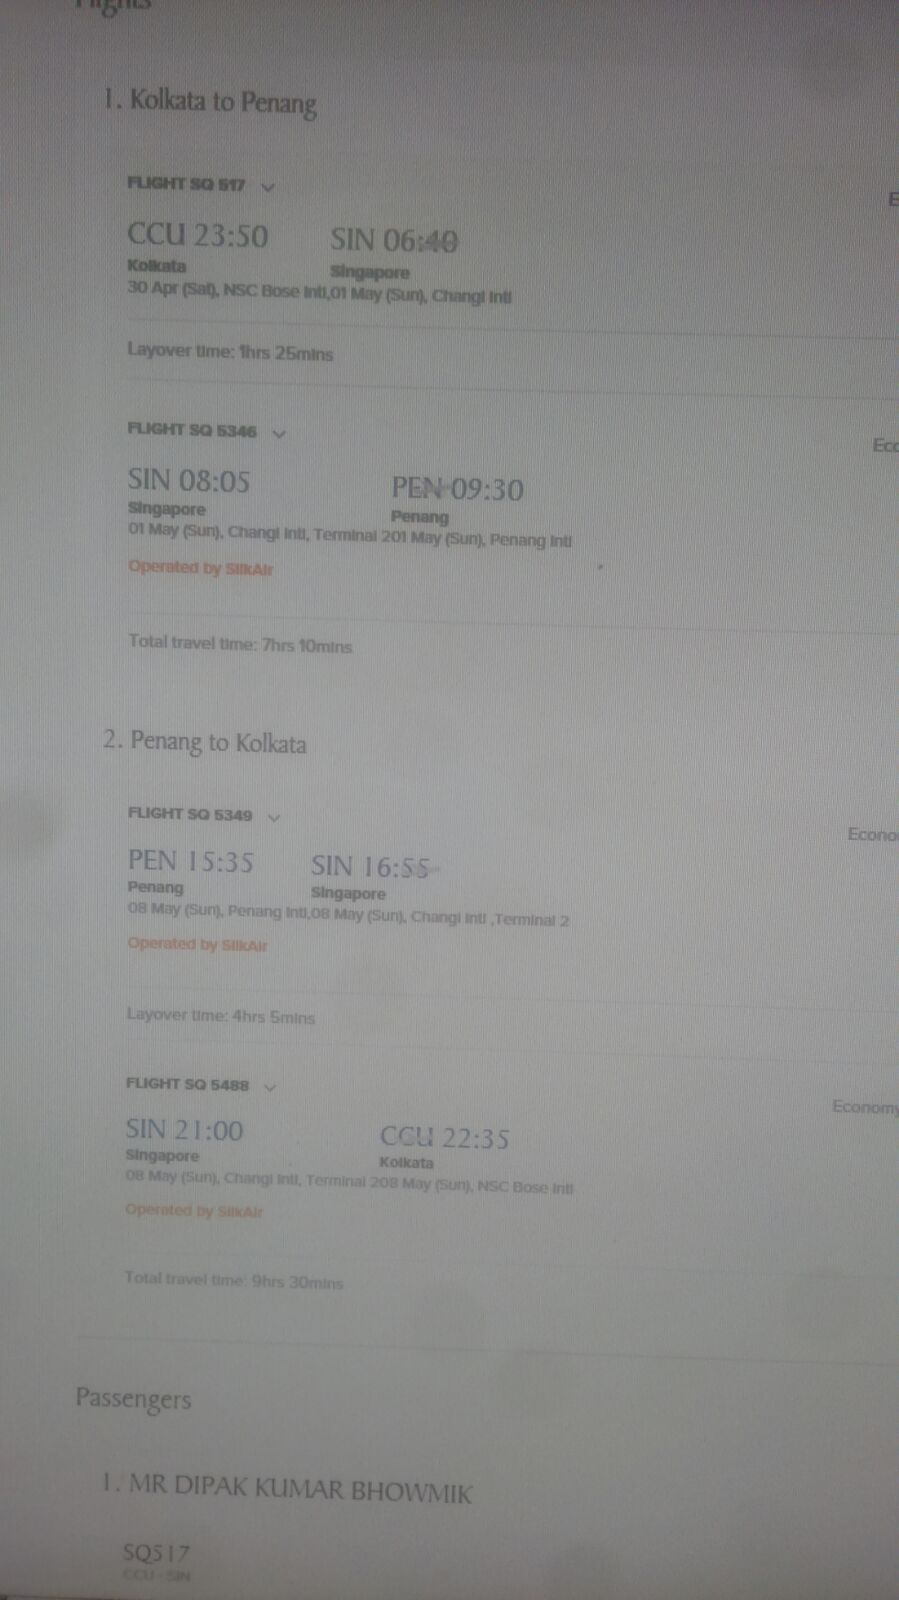 Flights
1. Kolkata to Penang
FLIGHT SQ 517
CCU 23:50 SIN 06:40
Kolkata Singapore
30 Apr (Sat), NSC Bose Intl,01 May (Sun), Changi Intl
Layover time: 1hrs 25mins
FLIGHT SQ 5346 Eco
SIN 08:05 PEN 09:30
Singapore Penang
01 May (Sun), Changi Intl, Terminal 201 May (Sun), Penang Intl
Operated by SilkAir
Total travel time: 7hrs 10mins
2. Penang to Kolkata
FLIGHT SQ 5349 Econo
PEN 15:35 SIN 16:55
Penang Singapore
08 May (Sun), Penang Intl,08 May (Sun), Changi Intl ,Terminal 2
Operated by SilkAir
Layover time: 4hrs 5mins
FLIGHT SQ 5488 Economy
SIN 21:00 CCU 22:35
Singapore Kolkata
08 May (Sun), Changi Intl, Terminal 208 May (Sun), NSC Bose Intl
Operated by SilkAir
Total travel time: 9hrs 30mins
Passengers
1. MR DIPAK KUMAR BHOWMIK
SQ517
CCU - SIN